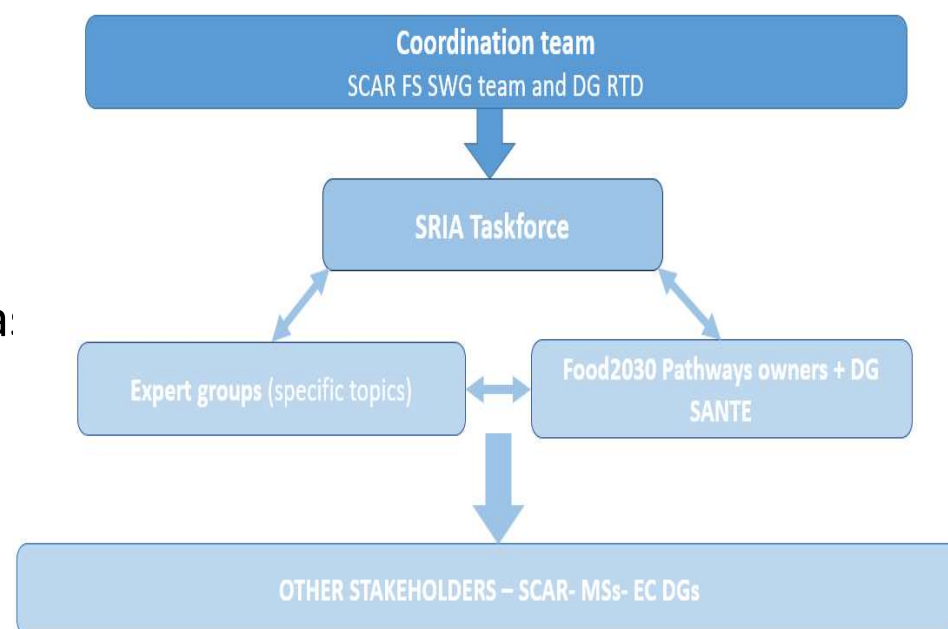 Coordination team
SCAR FS SWG team and DG RTD
SRIA Taskforce
Expert groups (specific topics)
Food2030 Pathways owners + DG
SANTE
OTHER STAKEHOLDERS – SCAR- MSs- EC DGs